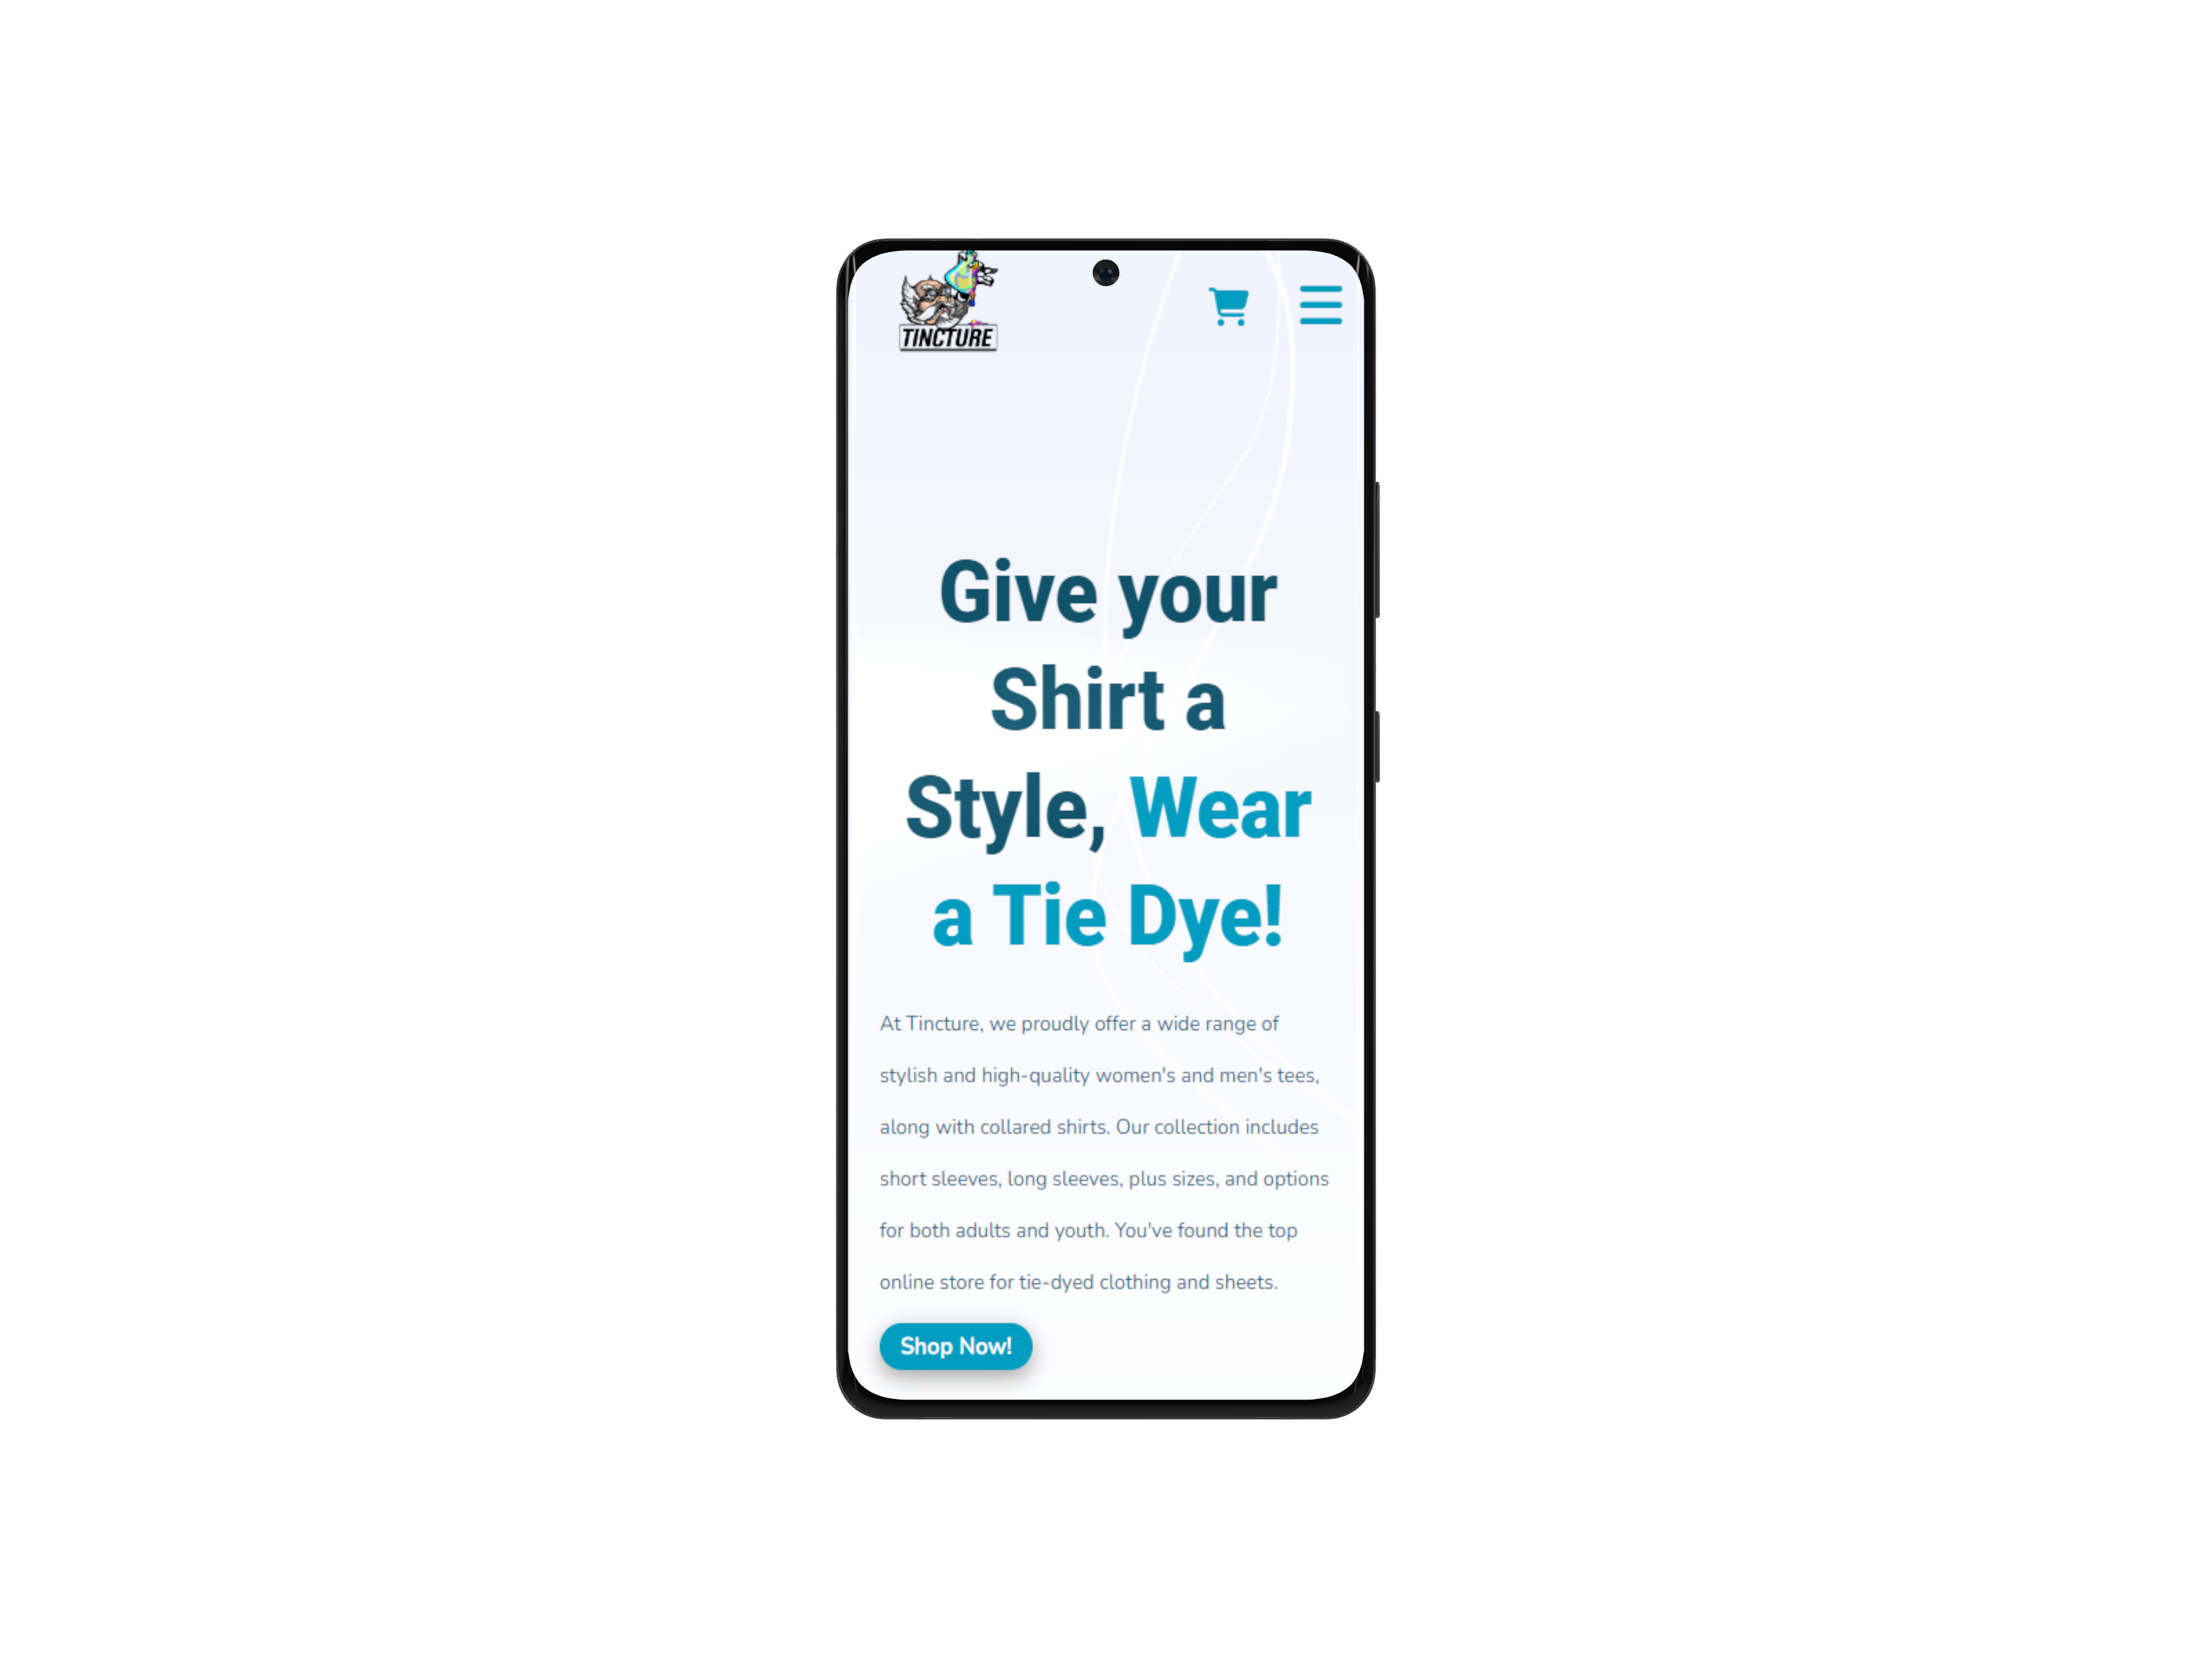 TINCTURE
Give your
Shirt a
Style, Wear
a Tie Dye!
At Tincture, we proudly offer a wide range of
stylish and high-quality women's and men's tees,
along with collared shirts. Our collection includes
short sleeves, long sleeves, plus sizes, and options
for both adults and youth. You've found the top
online store for tie-dyed clothing and sheets.
Shop Now!